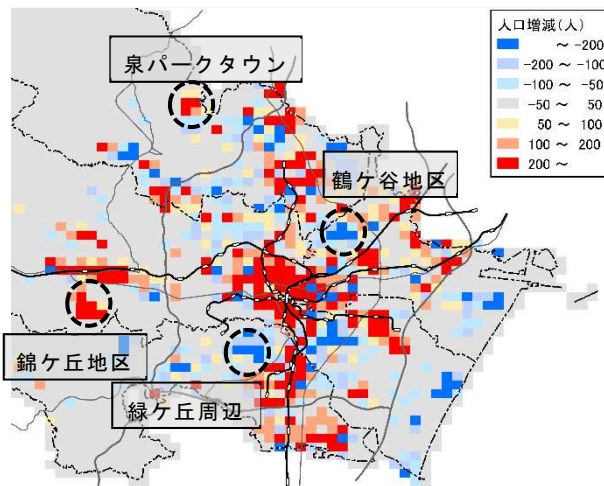 泉パークタウン
人口増減(人)
～ -200
-200 ～ -100
-100 ～ -50
-50 ～ 50
50 ～ 100
100 ～ 200
200 ～
鶴ケ谷地区
錦ケ丘地区
緑ケ丘周辺